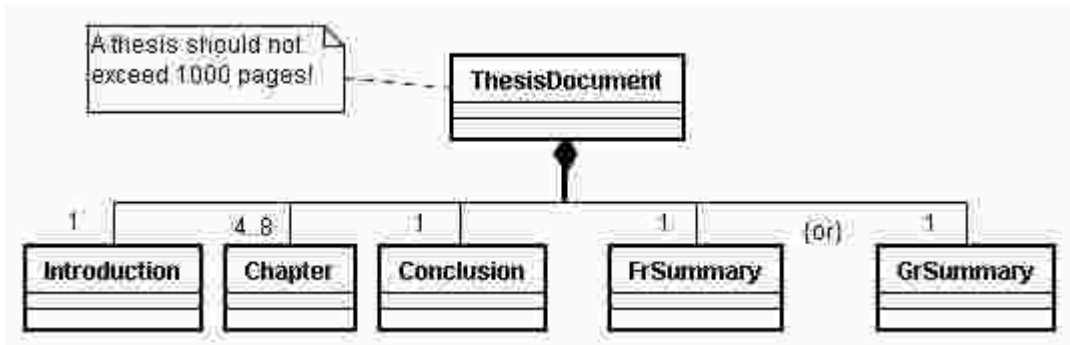 A thesis should not
exceed 1000 pages!
ThesisDocument
1
4..8
1
1
{or}
1
Introduction
Chapter
Conclusion
FrSummary
GrSummary